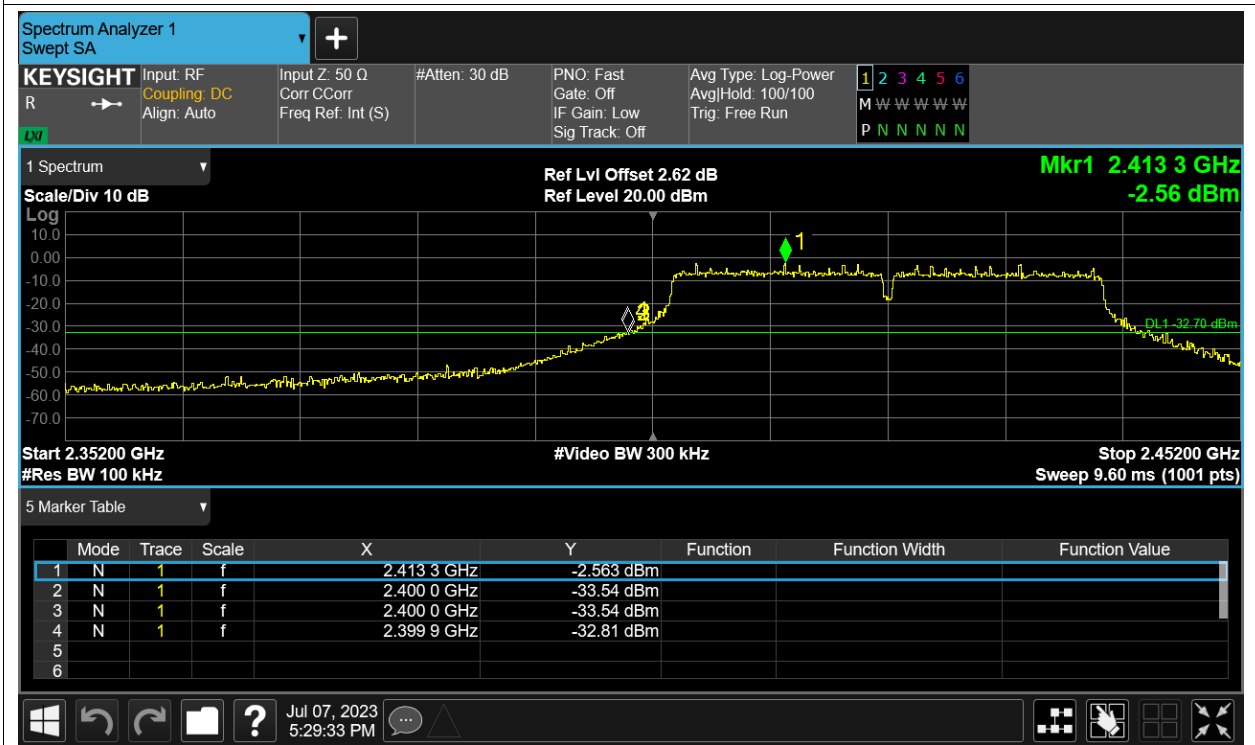 Spectrum Analyzer 1
Swept SA
KEYSIGHT
R
LXI
Input: RF
Coupling: DC
Align: Auto
Input Z: 50 Ω
Corr CCorr
Freq Ref: Int (S)
#Atten: 30 dB
PNO: Fast
Gate: Off
IF Gain: Low
Sig Track: Off
Avg Type: Log-Power
Avg|Hold: 100/100
Trig: Free Run
1 2 3 4 5 6
M W W W W W
P N N N N N
1 Spectrum
Scale/Div 10 dB
Ref Lvl Offset 2.62 dB
Ref Level 20.00 dBm
Mkr1 2.413 3 GHz
-2.56 dBm
Log
10.0
0.00
-10.0
-20.0
-30.0
-40.0
-50.0
-60.0
-70.0
1
DL1 -32.70 dBm
Start 2.35200 GHz
#Res BW 100 kHz
#Video BW 300 kHz
Stop 2.45200 GHz
Sweep 9.60 ms (1001 pts)
5 Marker Table
Mode Trace Scale X Y Function Function Width Function Value
1 N 1 f 2.413 3 GHz -2.563 dBm
2 N 1 f 2.400 0 GHz -33.54 dBm
3 N 1 f 2.400 0 GHz -33.54 dBm
4 N 1 f 2.399 9 GHz -32.81 dBm
5
6
?
Jul 07, 2023
5:29:33 PM